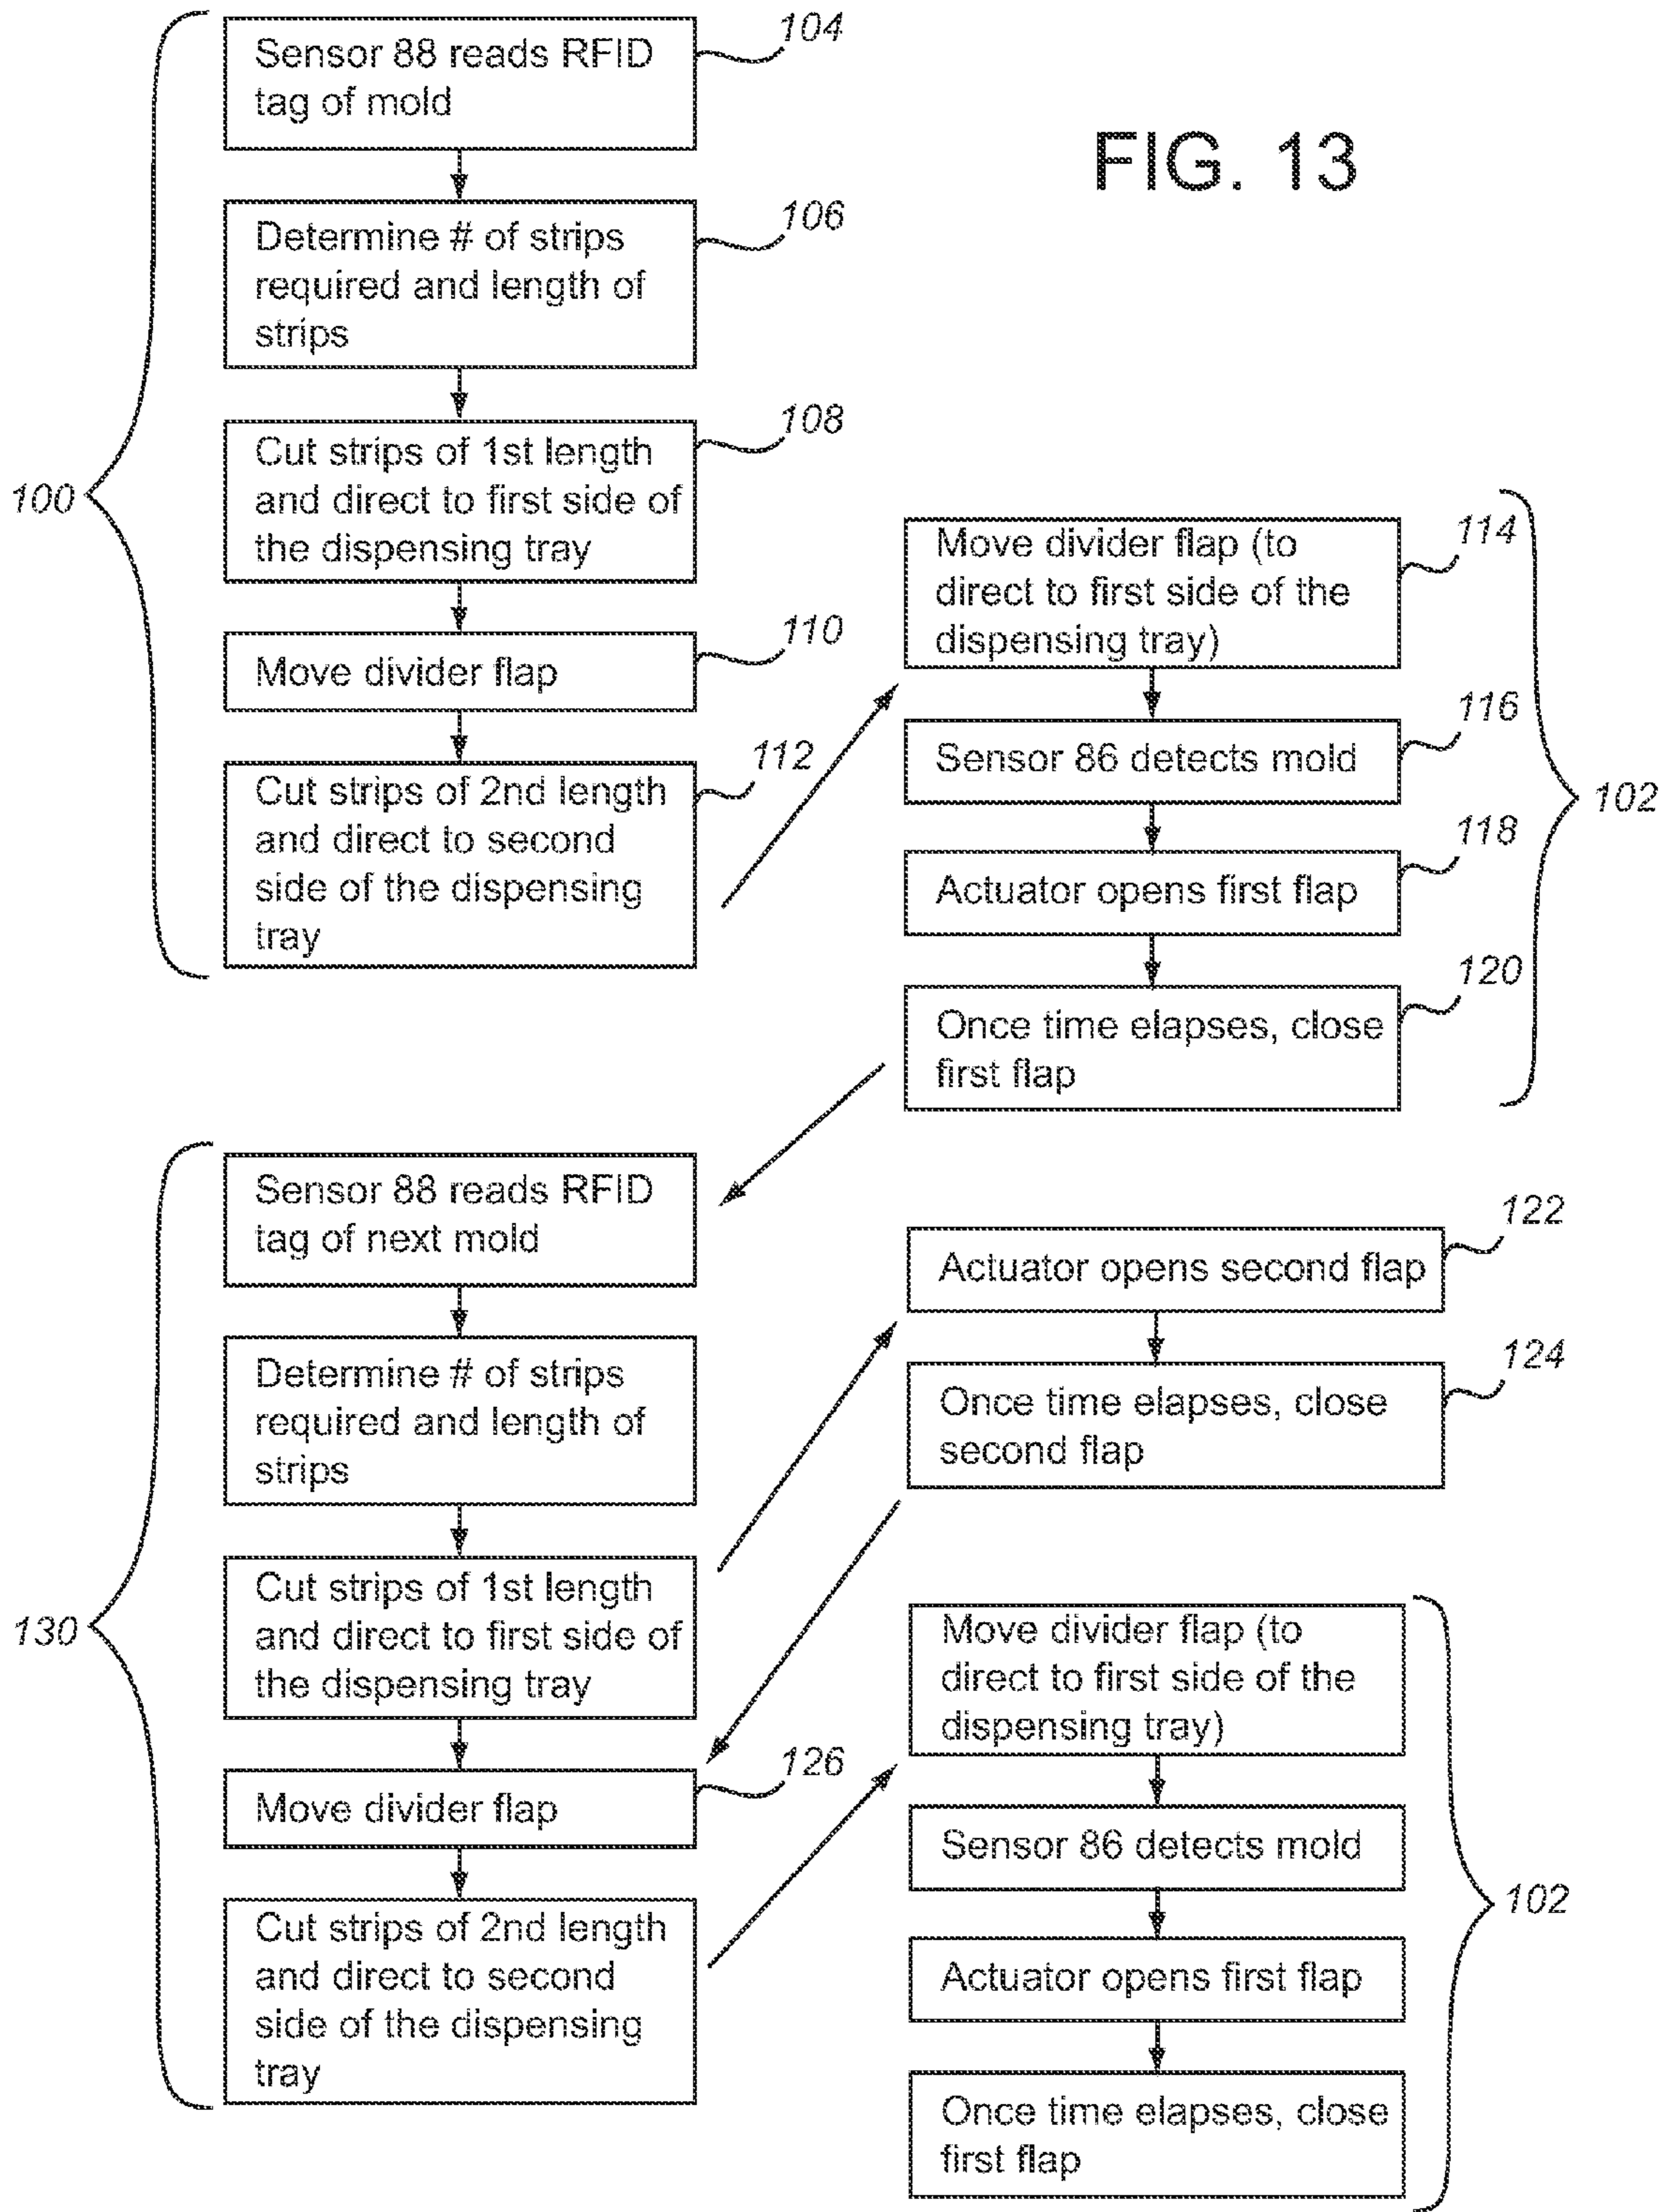 FIG. 13
100
Sensor 88 reads RFID
tag of mold
104
Determine # of strips
required and length of
strips
106
Cut strips of 1st length
and direct to first side of
the dispensing tray
108
Move divider flap
110
Cut strips of 2nd length
and direct to second
side of the dispensing
tray
112
Move divider flap (to
direct to first side of the
dispensing tray)
114
Sensor 86 detects mold
116
Actuator opens first flap
118
Once time elapses, close
first flap
120
102
130
Sensor 88 reads RFID
tag of next mold
Determine # of strips
required and length of
strips
Cut strips of 1st length
and direct to first side of
the dispensing tray
Actuator opens second flap
122
Once time elapses, close
second flap
124
Move divider flap
126
Cut strips of 2nd length
and direct to second
side of the dispensing
tray
Move divider flap (to
direct to first side of the
dispensing tray)
Sensor 86 detects mold
Actuator opens first flap
Once time elapses, close
first flap
102